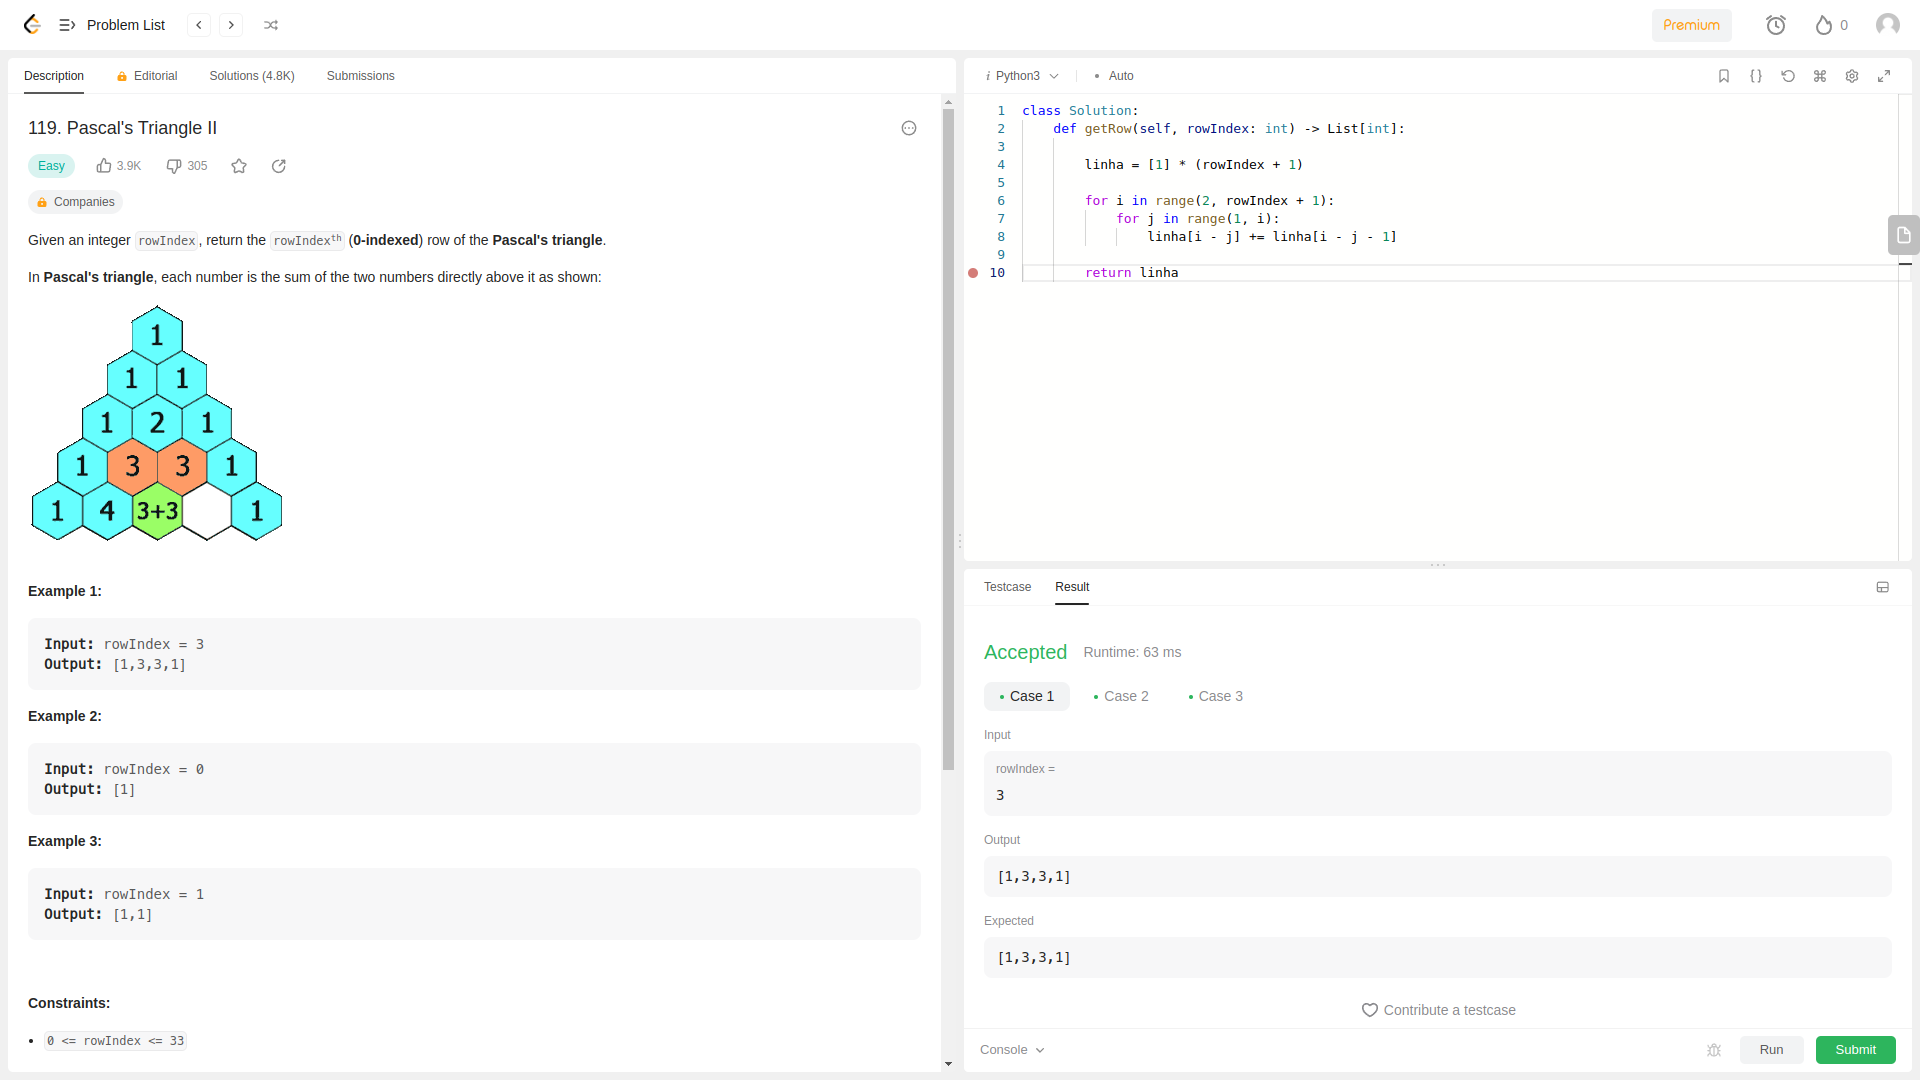 Problem List
Premium
0
Description
Editorial
Solutions (4.8K)
Submissions
119. Pascal's Triangle II
Easy
3.9K
305
Companies
Given an integer rowIndex, return the rowIndexth (0-indexed) row of the Pascal's triangle.
In Pascal's triangle, each number is the sum of the two numbers directly above it as shown:
1
1 1
1 2 1
1 3 3 1
1 4 3+3 1
Example 1:
Input: rowIndex = 3
Output: [1,3,3,1]
Example 2:
Input: rowIndex = 0
Output: [1]
Example 3:
Input: rowIndex = 1
Output: [1,1]
Constraints:
0 <= rowIndex <= 33
i Python3
Auto
1 class Solution:
2 def getRow(self, rowIndex: int) -> List[int]:
3
4 linha = [1] * (rowIndex + 1)
5
6 for i in range(2, rowIndex + 1):
7 for j in range(1, i):
8 linha[i - j] += linha[i - j - 1]
9
10 return linha
Testcase
Result
Accepted
Runtime: 63 ms
Case 1
Case 2
Case 3
Input
rowIndex =
3
Output
[1,3,3,1]
Expected
[1,3,3,1]
Contribute a testcase
Console
Run
Submit